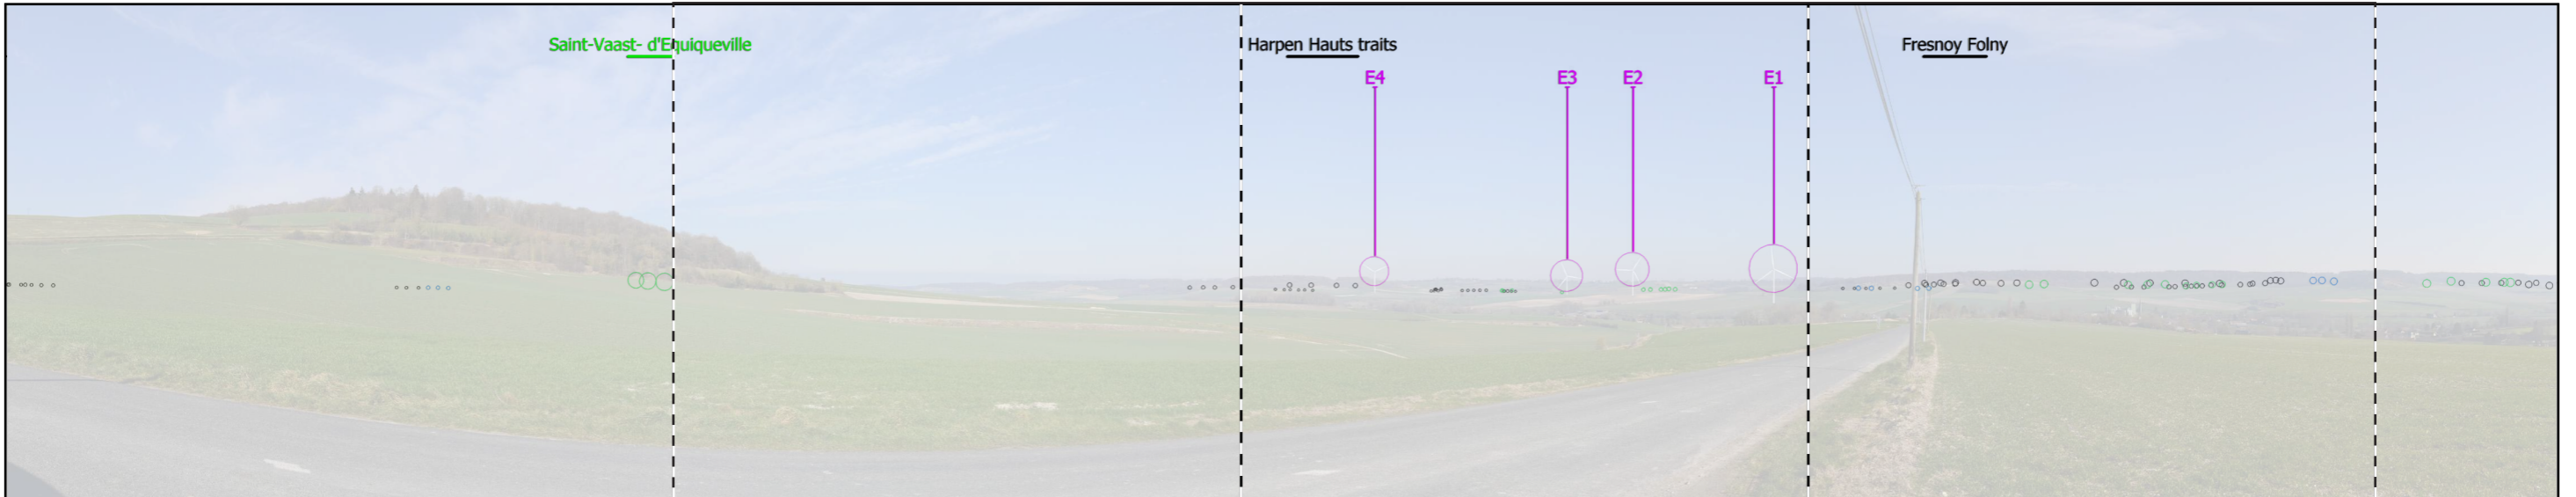 Saint-Vaast- d'Equiqueville
Harpen Hauts traits
Fresnoy Folny
E4
E3
E2
E1